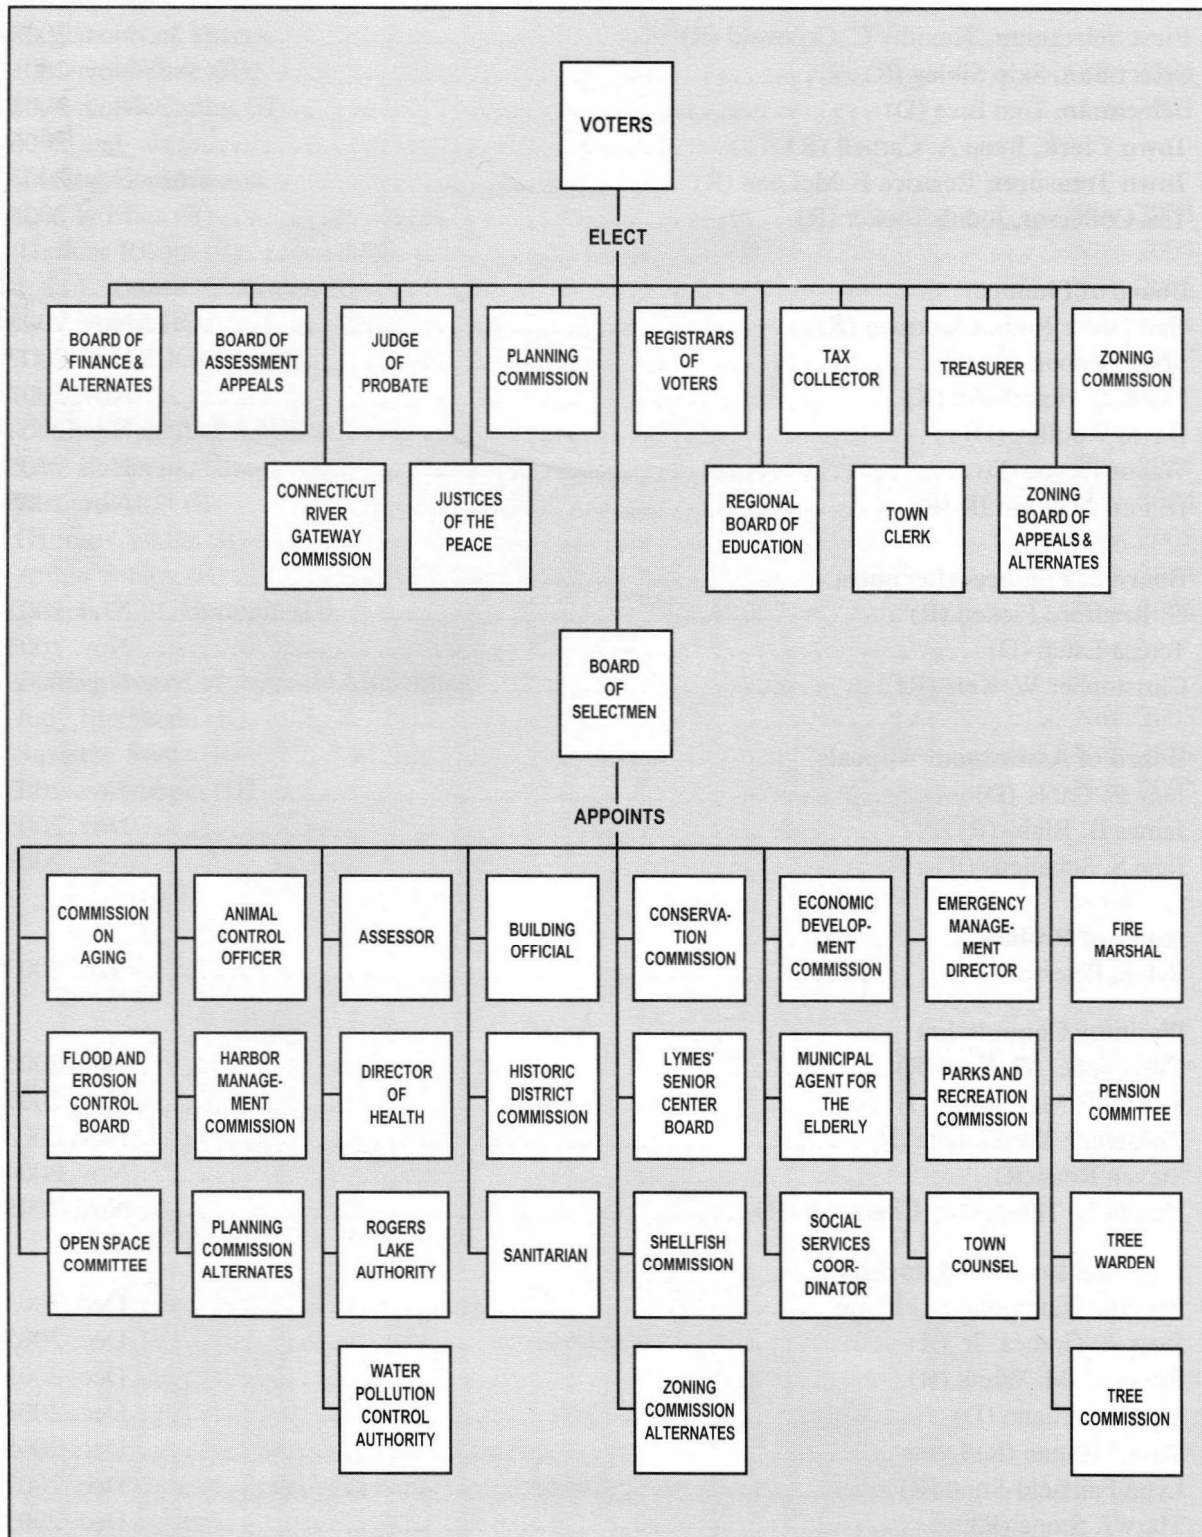 VOTERS
ELECT
BOARD OF
FINANCE &
ALTERNATES
BOARD OF
ASSESSMENT
APPEALS
JUDGE
OF
PROBATE
PLANNING
COMMISSION
REGISTRARS
OF
VOTERS
TAX
COLLECTOR
TREASURER
ZONING
COMMISSION
CONNECTICUT
RIVER
GATEWAY
COMMISSION
JUSTICES
OF THE
PEACE
REGIONAL
BOARD OF
EDUCATION
TOWN
CLERK
ZONING
BOARD OF
APPEALS &
ALTERNATES
BOARD
OF
SELECTMEN
APPOINTS
COMMISSION
ON
AGING
ANIMAL
CONTROL
OFFICER
ASSESSOR
BUILDING
OFFICIAL
CONSERVA-
TION
COMMISSION
ECONOMIC
DEVELOP-
MENT
COMMISSION
EMERGENCY
MANAGE-
MENT
DIRECTOR
FIRE
MARSHAL
FLOOD AND
EROSION
CONTROL
BOARD
HARBOR
MANAGE-
MENT
COMMISSION
DIRECTOR
OF
HEALTH
HISTORIC
DISTRICT
COMMISSION
LYMES'
SENIOR
CENTER
BOARD
MUNICIPAL
AGENT FOR
THE
ELDERLY
PARKS AND
RECREATION
COMMISSION
PENSION
COMMITTEE
OPEN SPACE
COMMITTEE
PLANNING
COMMISSION
ALTERNATES
ROGERS
LAKE
AUTHORITY
SANITARIAN
SHELLFISH
COMMISSION
SOCIAL
SERVICES
COOR-
DINATOR
TOWN
COUNSEL
TREE
WARDEN
WATER
POLLUTION
CONTROL
AUTHORITY
ZONING
COMMISSION
ALTERNATES
TREE
COMMISSION